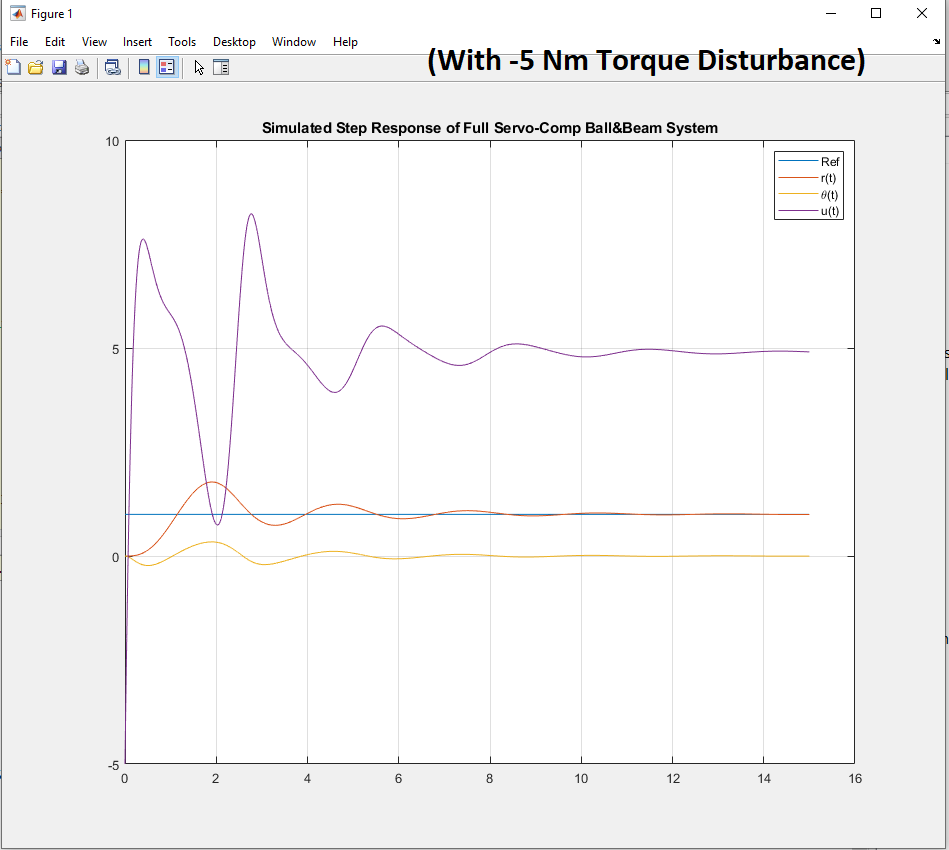 Figure 1
File Edit View Insert Tools Desktop Window Help
(With -5 Nm Torque Disturbance)
Simulated Step Response of Full Servo-Comp Ball&Beam System
10
5
0
-5
0 2 4 6 8 10 12 14 16
Ref
r(t)
θ(t)
u(t)